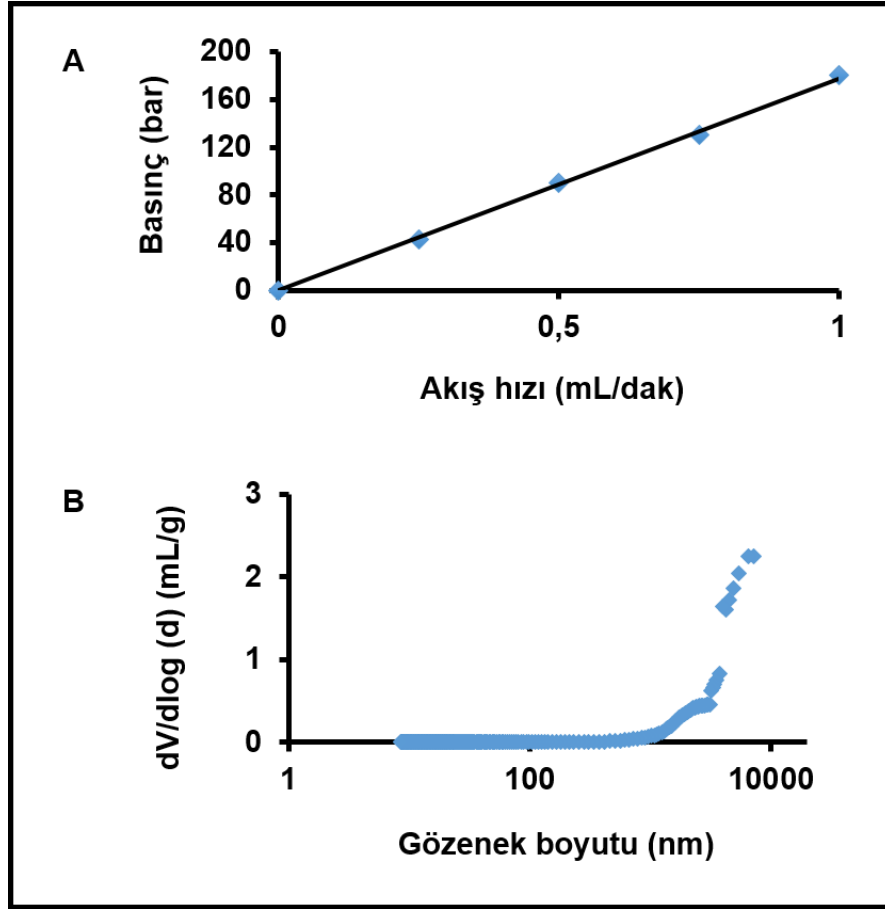 A
Basınç (bar)
200
160
120
80
40
0
0
0,5
1
Akış hızı (mL/dak)
B
dV/dlog (d) (mL/g)
3
2
1
0
1
100
10000
Gözenek boyutu (nm)